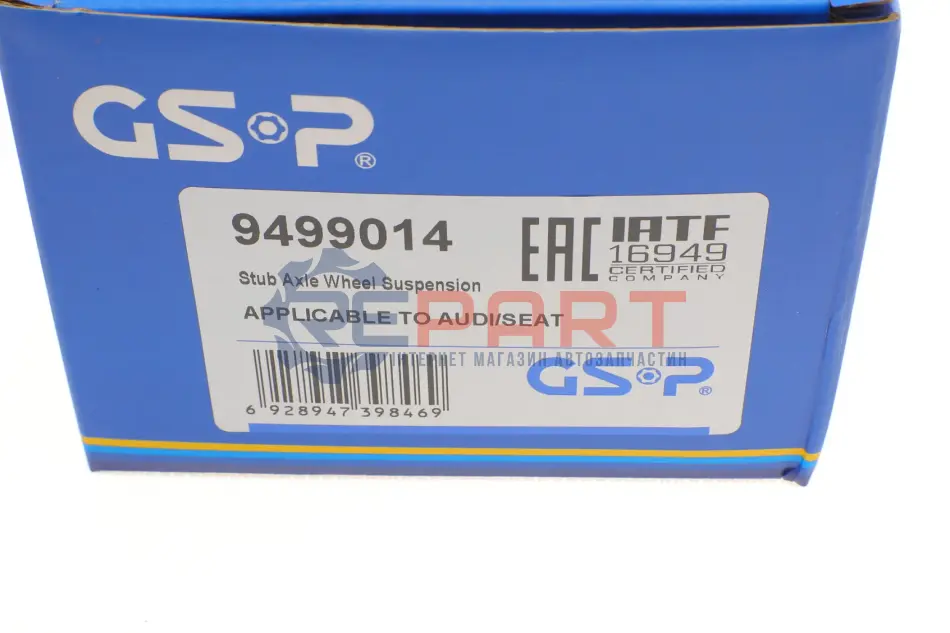 GSP®
9499014
EAC
IATF
16949
CERTIFIED
COMPANY
Stub Axle Wheel Suspension
APPLICABLE TO AUDI/SEAT
REPART
ІНТЕРНЕТ МАГАЗИН АВТОЗАПЧАСТИН
GSP®
6 928947 398469